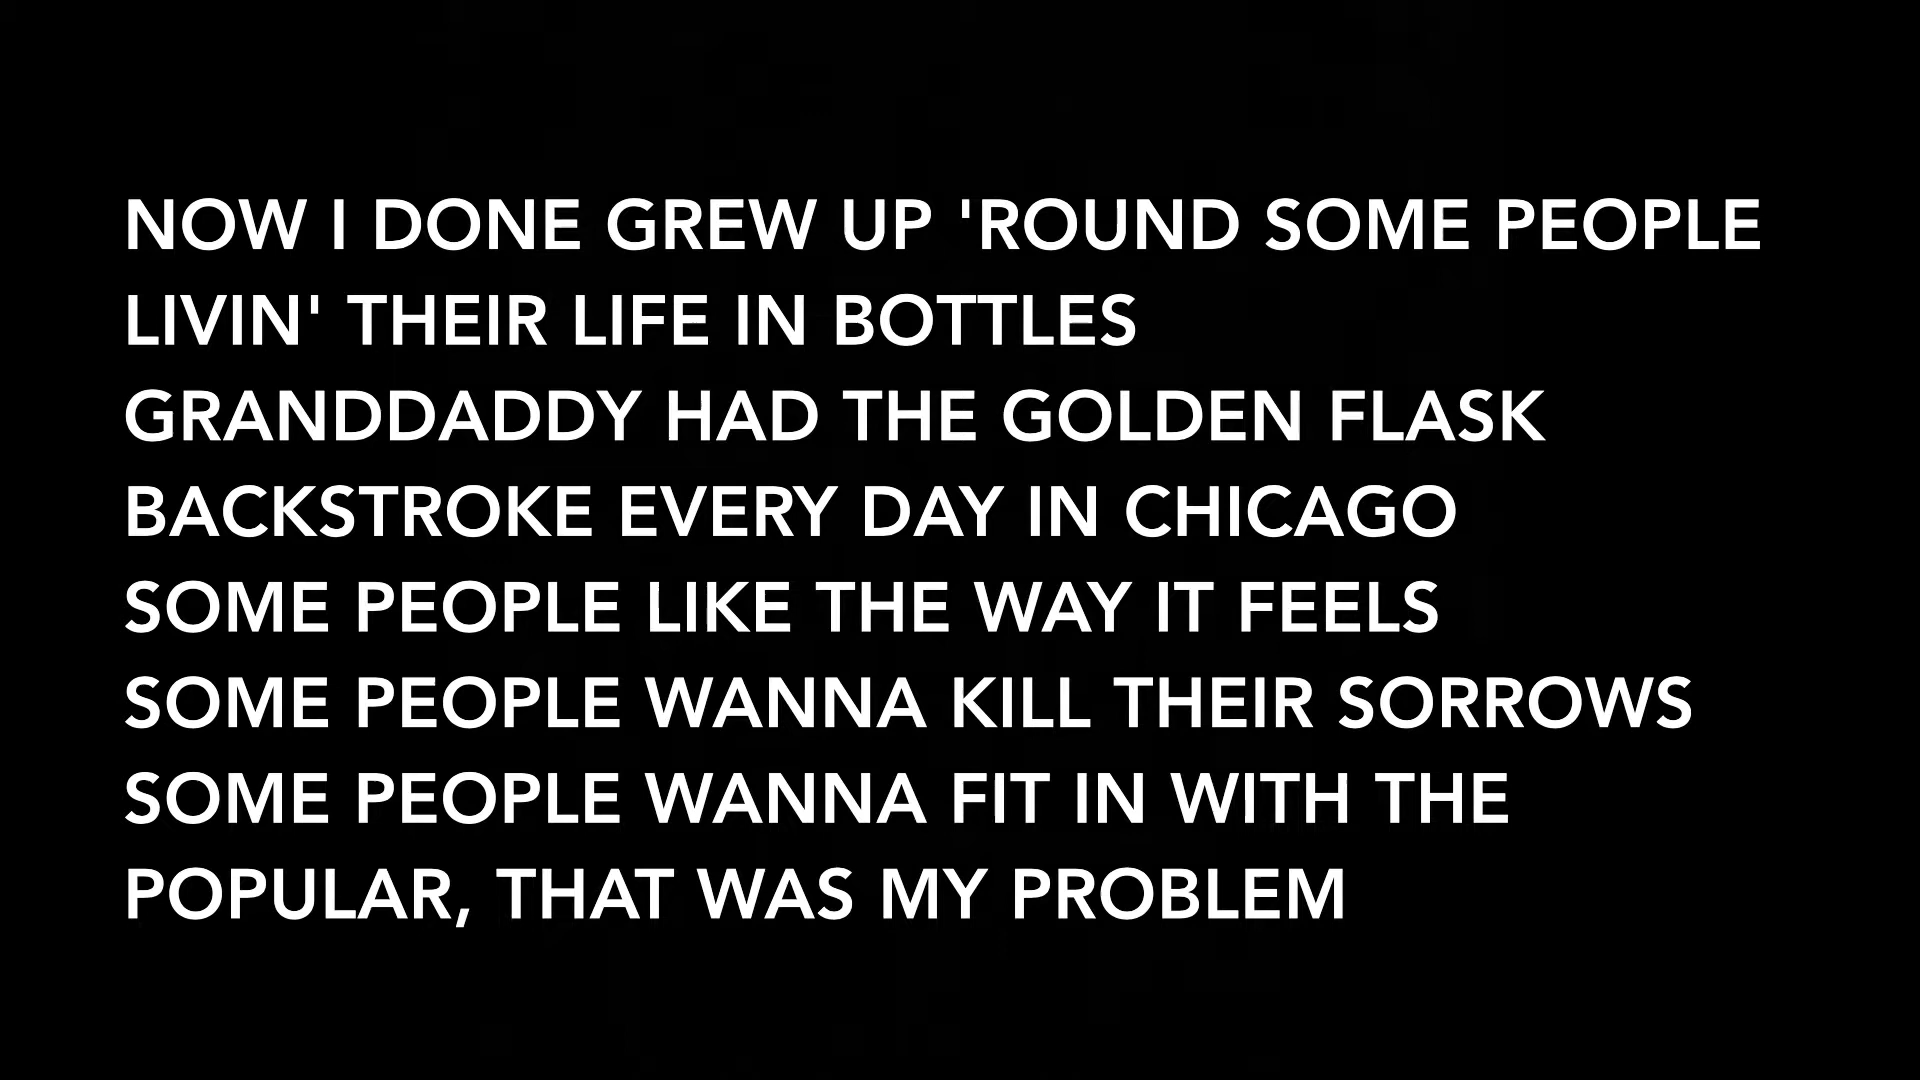 NOW I DONE GREW UP 'ROUND SOME PEOPLE
LIVIN' THEIR LIFE IN BOTTLES
GRANDDADDY HAD THE GOLDEN FLASK
BACKSTROKE EVERY DAY IN CHICAGO
SOME PEOPLE LIKE THE WAY IT FEELS
SOME PEOPLE WANNA KILL THEIR SORROWS
SOME PEOPLE WANNA FIT IN WITH THE
POPULAR, THAT WAS MY PROBLEM